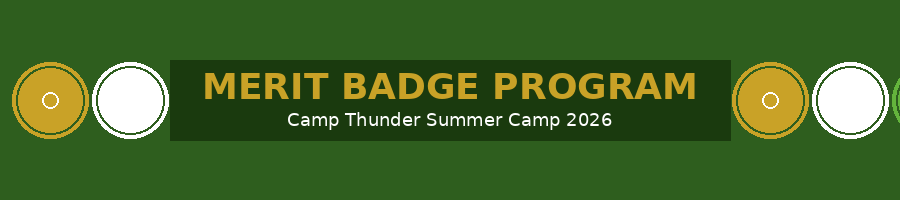 MERIT BADGE PROGRAM
Camp Thunder Summer Camp 2026